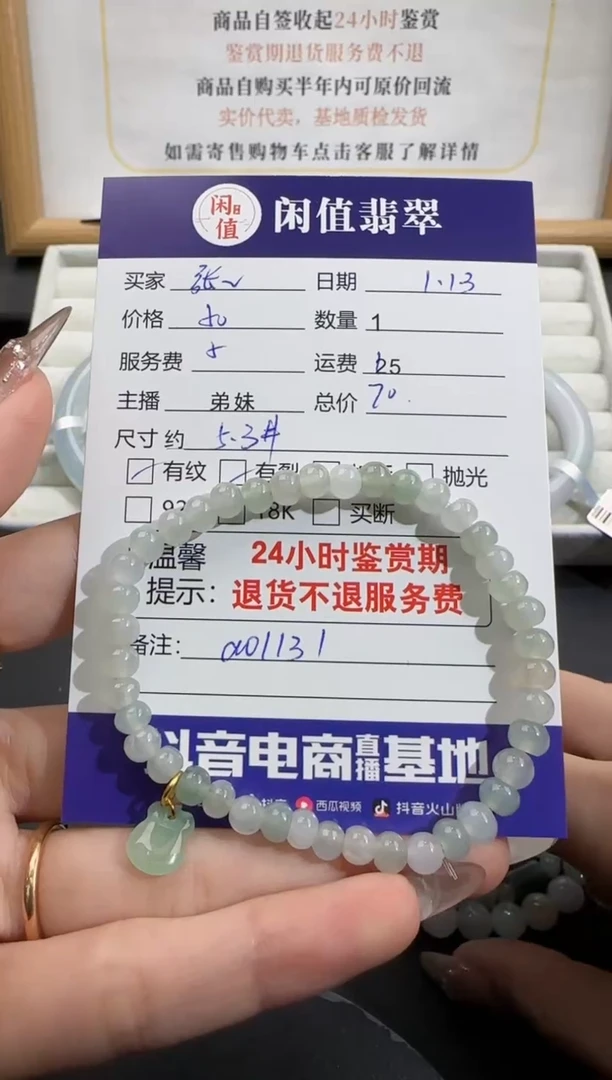 商品自签收起24小时鉴赏
鉴赏期退货服务费不退
商品自购买半年内可原价回流
实价代卖，基地质检发货
如需寄售购物车点击客服了解详情
闲值
闲值翡翠
买家 张 日期 1.13
价格 数量 1
服务费 运费 25
主播 弟妹 总价 70.
尺寸 约 5.3#
有纹 有裂 抛光
18K 买断
温馨 24小时鉴赏期
提示： 退货不退服务费
备注： a01131
抖音电商直播基地
抖音 西瓜视频 抖音火山